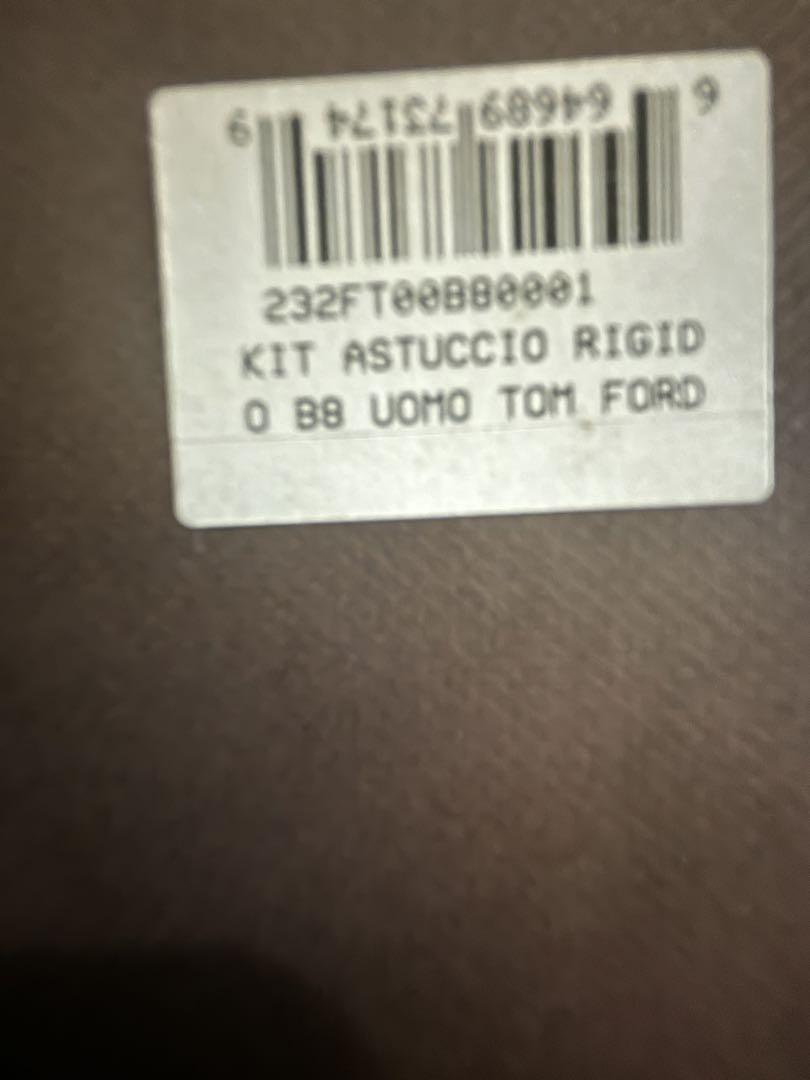 6 64689 73174 9
232FT00B80001
KIT ASTUCCIO RIGID
O B8 UOMO TOM FORD